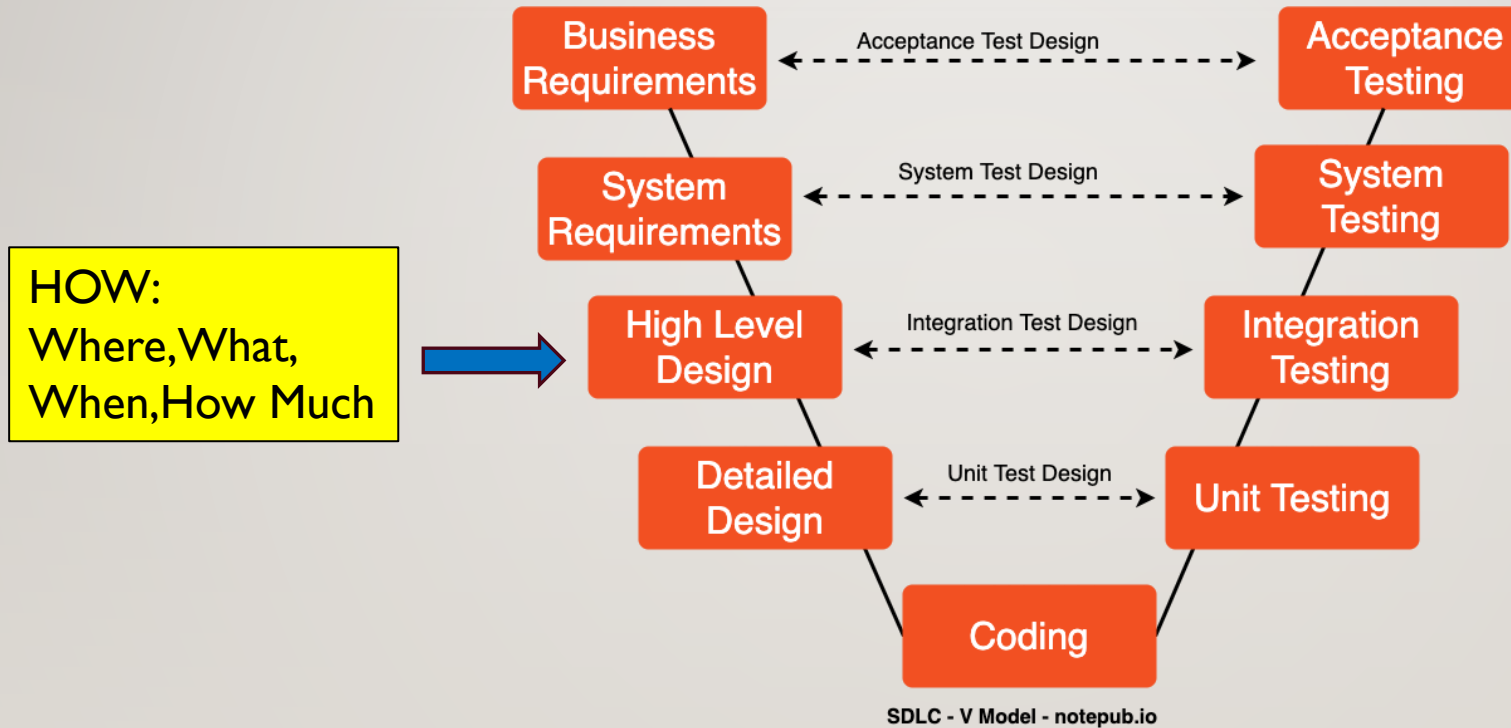 Business
Requirements
Acceptance Test Design
Acceptance
Testing
System
Requirements
System Test Design
System
Testing
HOW:
Where,What,
When,How Much
High Level
Design
Integration Test Design
Integration
Testing
Detailed
Design
Unit Test Design
Unit Testing
Coding
SDLC - V Model - notepub.io